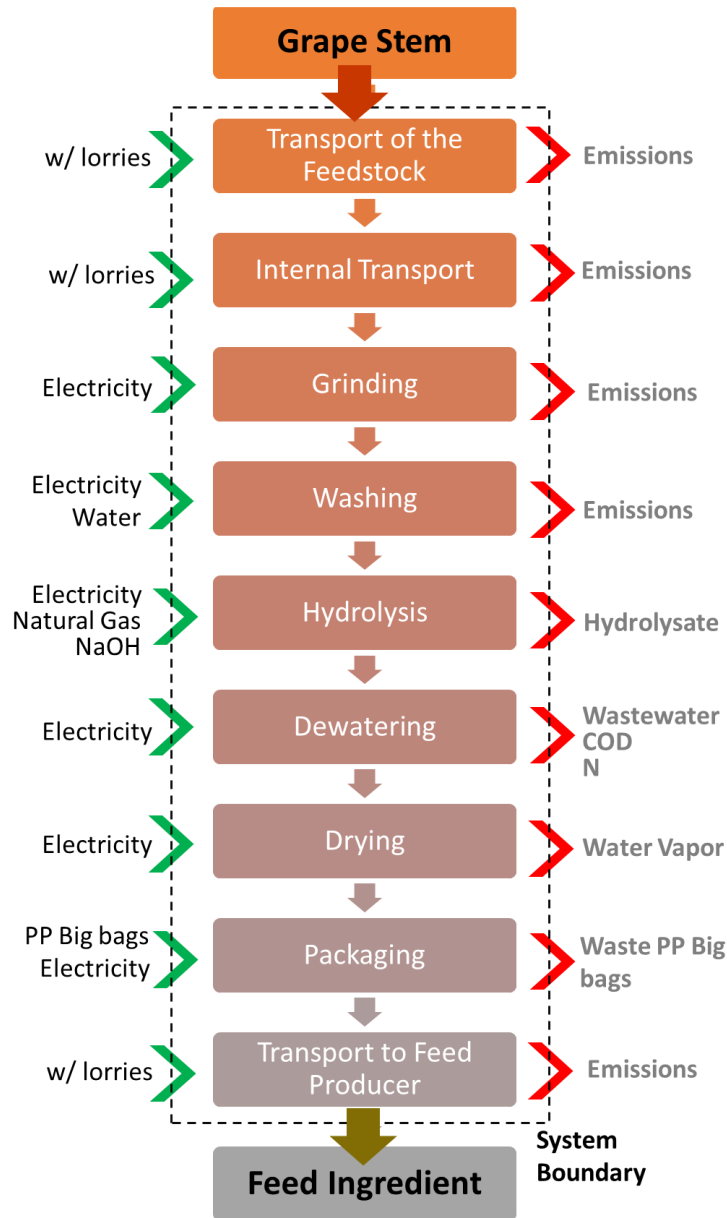 Grape Stem
w/ lorries
Transport of the
Feedstock
Emissions
w/ lorries
Internal Transport
Emissions
Electricity
Grinding
Emissions
Electricity
Water
Washing
Emissions
Electricity
Natural Gas
NaOH
Hydrolysis
Hydrolysate
Electricity
Dewatering
Wastewater
COD
N
Electricity
Drying
Water Vapor
PP Big bags
Electricity
Packaging
Waste PP Big
bags
w/ lorries
Transport to Feed
Producer
Emissions
System
Boundary
Feed Ingredient